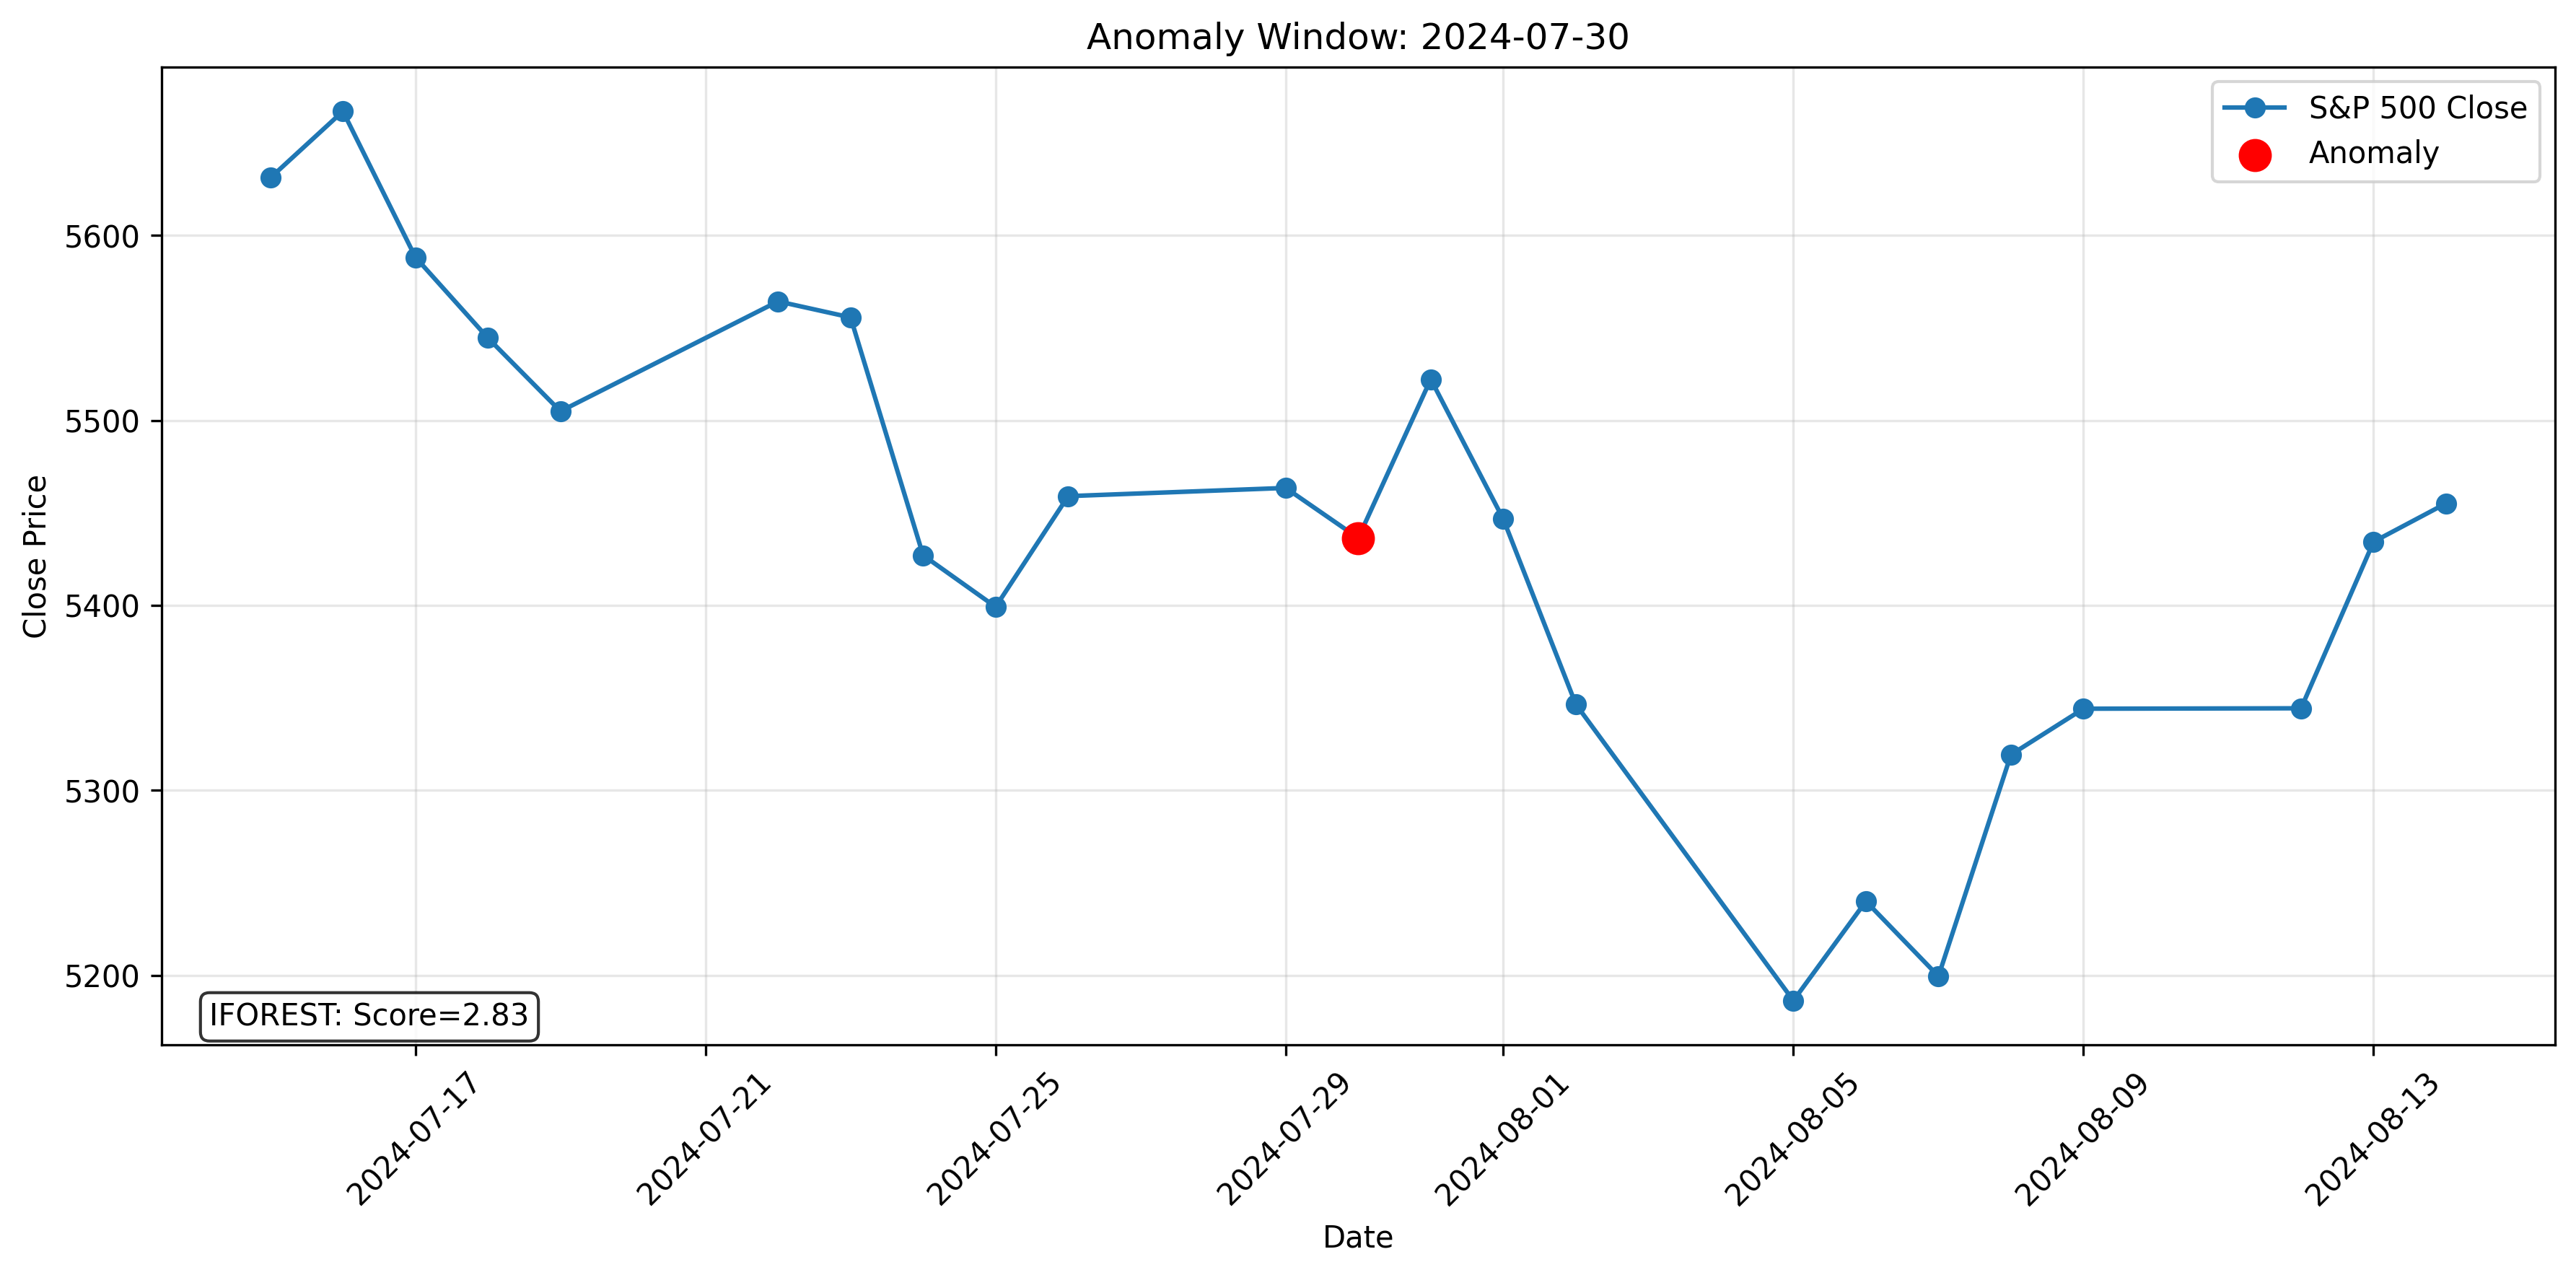 Anomaly Window: 2024-07-30
S&P 500 Close
Anomaly
Close Price
5600
5500
5400
5300
5200
IFOREST: Score=2.83
2024-07-17
2024-07-21
2024-07-25
2024-07-29
2024-08-01
2024-08-05
2024-08-09
2024-08-13
Date